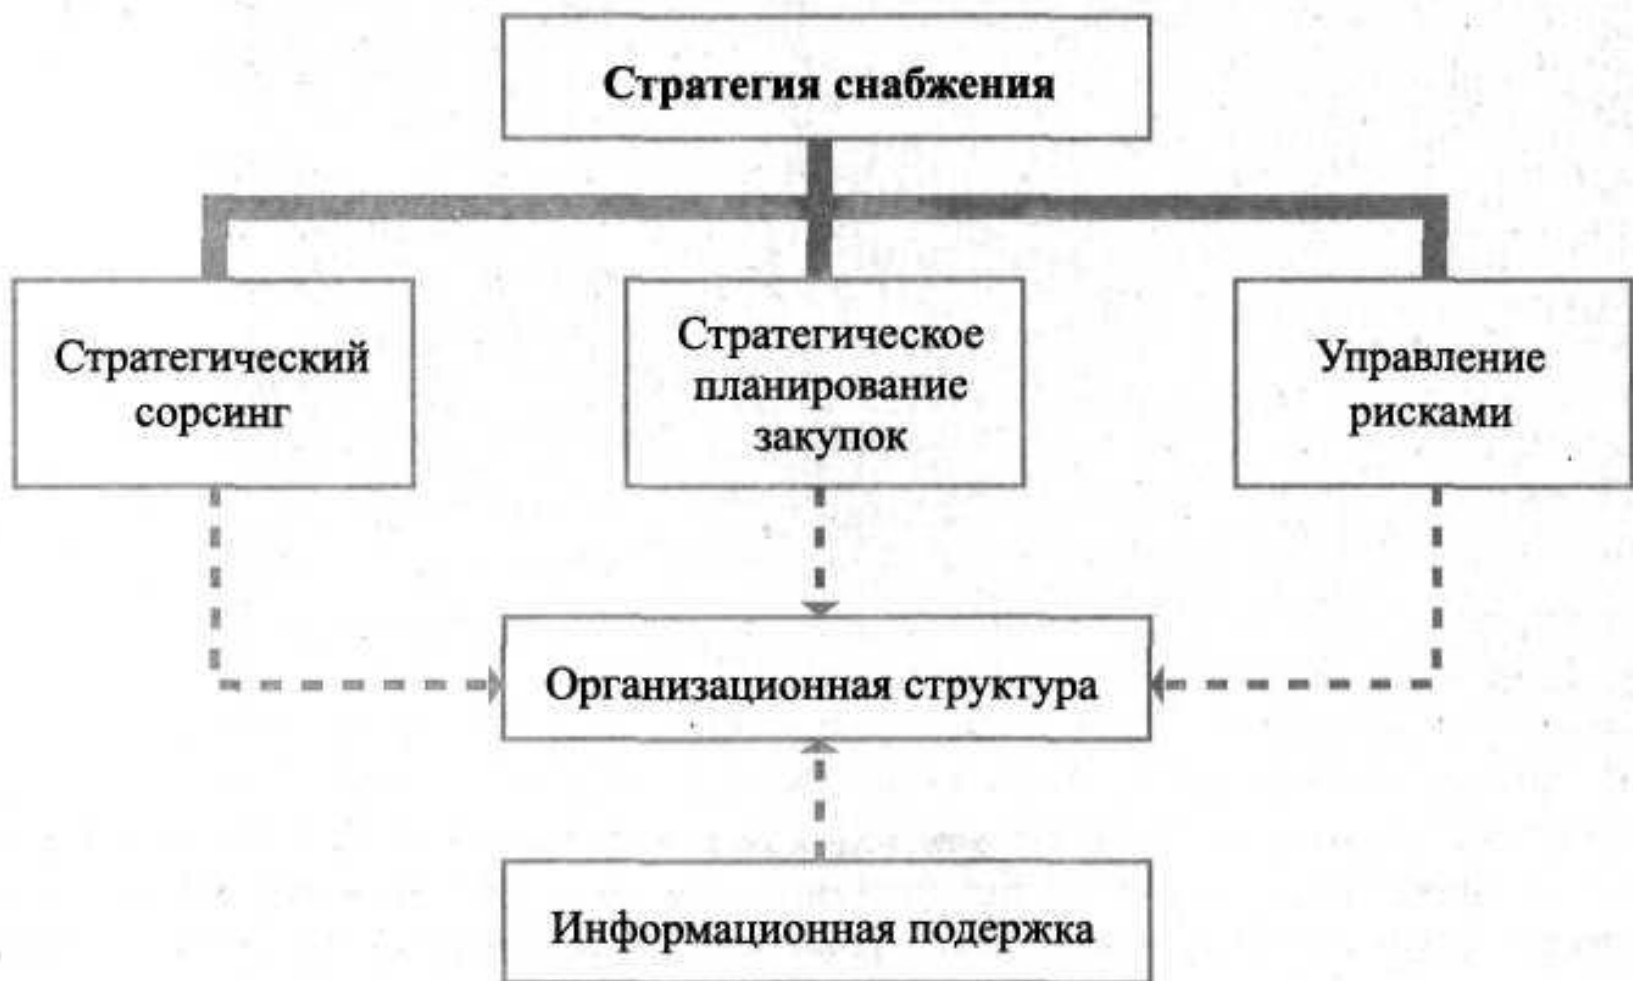 Стратегия снабжения
Стратегический
сорсинг
Стратегическое
планирование
закупок
Управление
рисками
Организационная структура
Информационная подержка